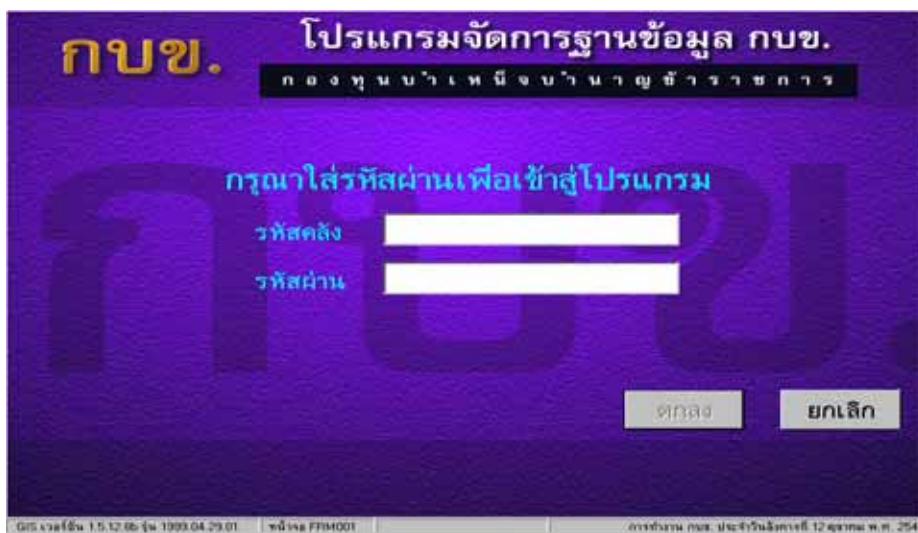 กบข.
โปรแกรมจัดการฐานข้อมูล กบข.
กองทุนบำเหน็จบำนาญข้าราชการ
กรุณาใส่รหัสผ่านเพื่อเข้าสู่โปรแกรม
รหัสคลัง
รหัสผ่าน
ตกลง
ยกเลิก
GIS เวอร์ชัน 1.5.12.8b รุ่น 1999.04.29.01
หน้าจอ FRM001
การทำงาน กบข. ประจำวันอังคารที่ 12 ตุลาคม พ.ศ. 254